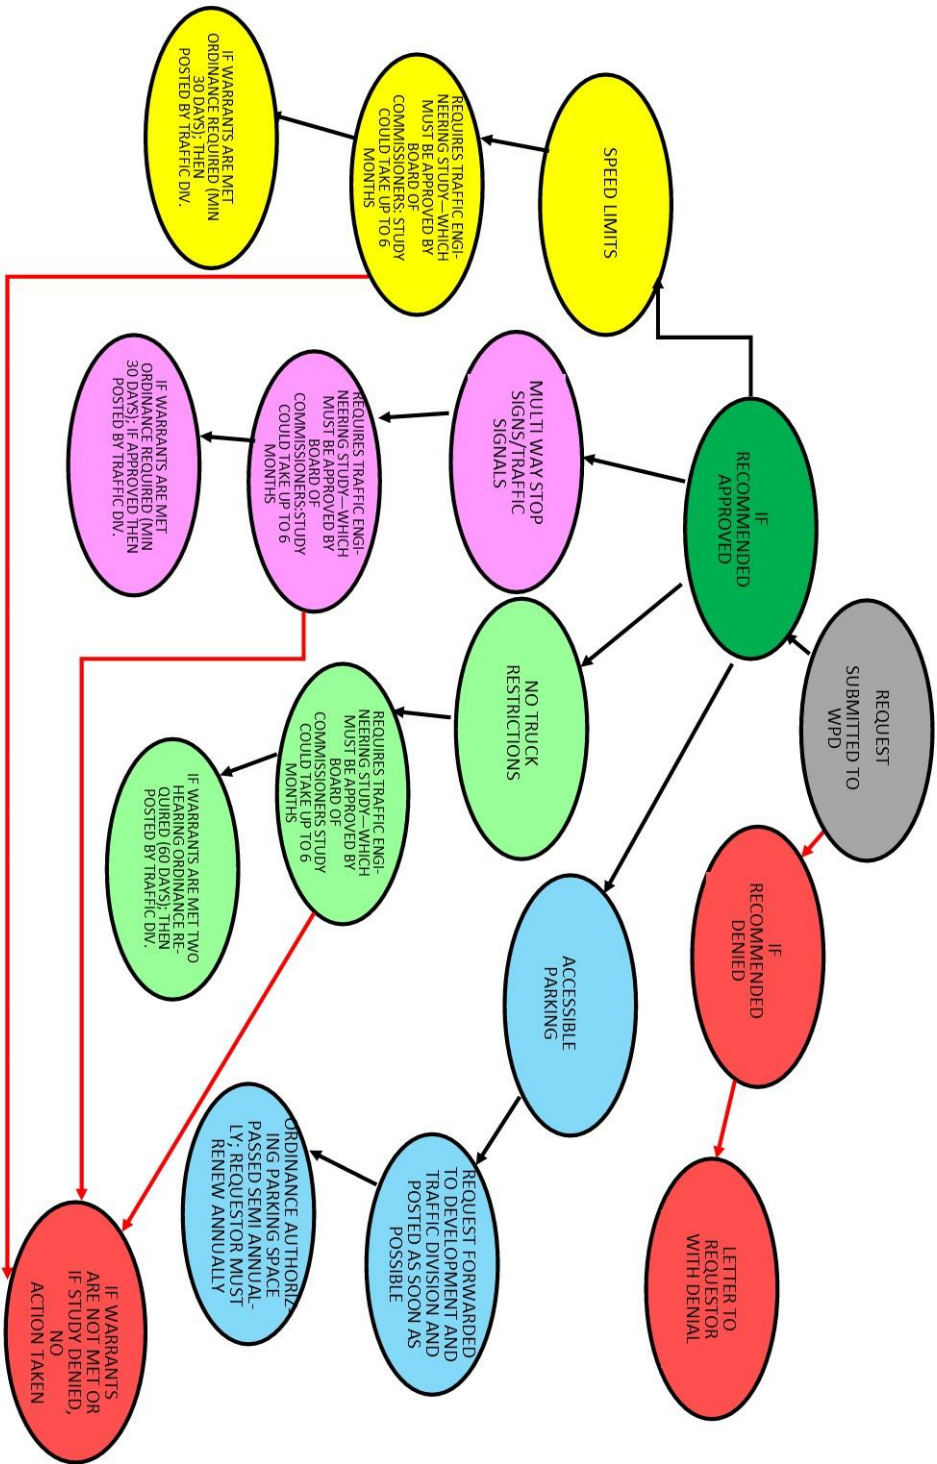 REQUEST
SUBMITTED TO
WPD
IF
RECOMMENDED
APPROVED
IF
RECOMMENDED
DENIED
LETTER TO
REQUESTOR
WITH DENIAL
SPEED LIMITS
MULTI WAY STOP
SIGNS/TRAFFIC
SIGNALS
NO TRUCK
RESTRICTIONS
ACCESSIBLE
PARKING
REQUIRES TRAFFIC ENGI-
NEERING STUDY—WHICH
MUST BE APPROVED BY
BOARD OF
COMMISSIONERS: STUDY
COULD TAKE UP TO 6
MONTHS
REQUIRES TRAFFIC ENGI-
NEERING STUDY—WHICH
MUST BE APPROVED BY
BOARD OF
COMMISSIONERS:STUDY
COULD TAKE UP TO 6
MONTHS
REQUIRES TRAFFIC ENGI-
NEERING STUDY—WHICH
MUST BE APPROVED BY
BOARD OF
COMMISSIONERS STUDY
COULD TAKE UP TO 6
MONTHS
REQUEST FORWARDED
TO DEVELOPMENT AND
TRAFFIC DIVISION AND
POSTED AS SOON AS
POSSIBLE
IF WARRANTS ARE MET
ORDINANCE REQUIRED (MIN
30 DAYS); THEN
POSTED BY TRAFFIC DIV.
IF WARRANTS ARE MET
ORDINANCE REQUIRED (MIN
30 DAYS); IF APPROVED THEN
POSTED BY TRAFFIC DIV.
IF WARRANTS ARE MET TWO
HEARING ORDINANCE RE-
QUIRED (60 DAYS); THEN
POSTED BY TRAFFIC DIV.
ORDINANCE AUTHORIZ-
ING PARKING SPACE
PASSED SEMI ANNUAL-
LY; REQUESTOR MUST
RENEW ANNUALLY
IF WARRANTS
ARE NOT MET OR
IF STUDY DENIED,
NO
ACTION TAKEN